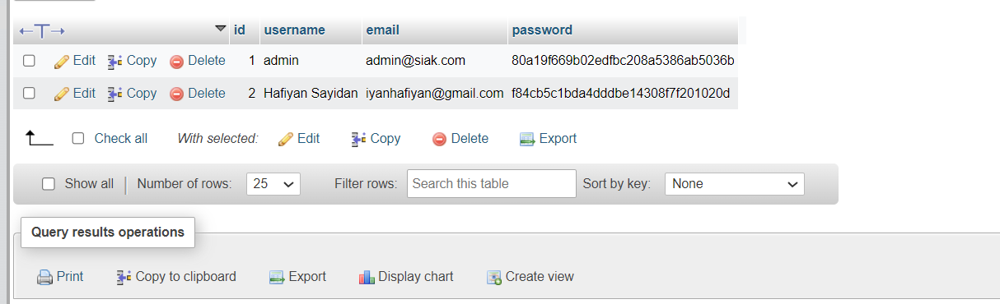 id username email password
Edit Copy Delete 1 admin admin@siak.com 80a19f669b02edfbc208a5386ab5036b
Edit Copy Delete 2 Hafiyan Sayidan iyanhafiyan@gmail.com f84cb5c1bda4dddbe14308f7f201020d
Check all With selected: Edit Copy Delete Export
Show all Number of rows: 25 Filter rows: Search this table Sort by key: None
Query results operations
Print Copy to clipboard Export Display chart Create view